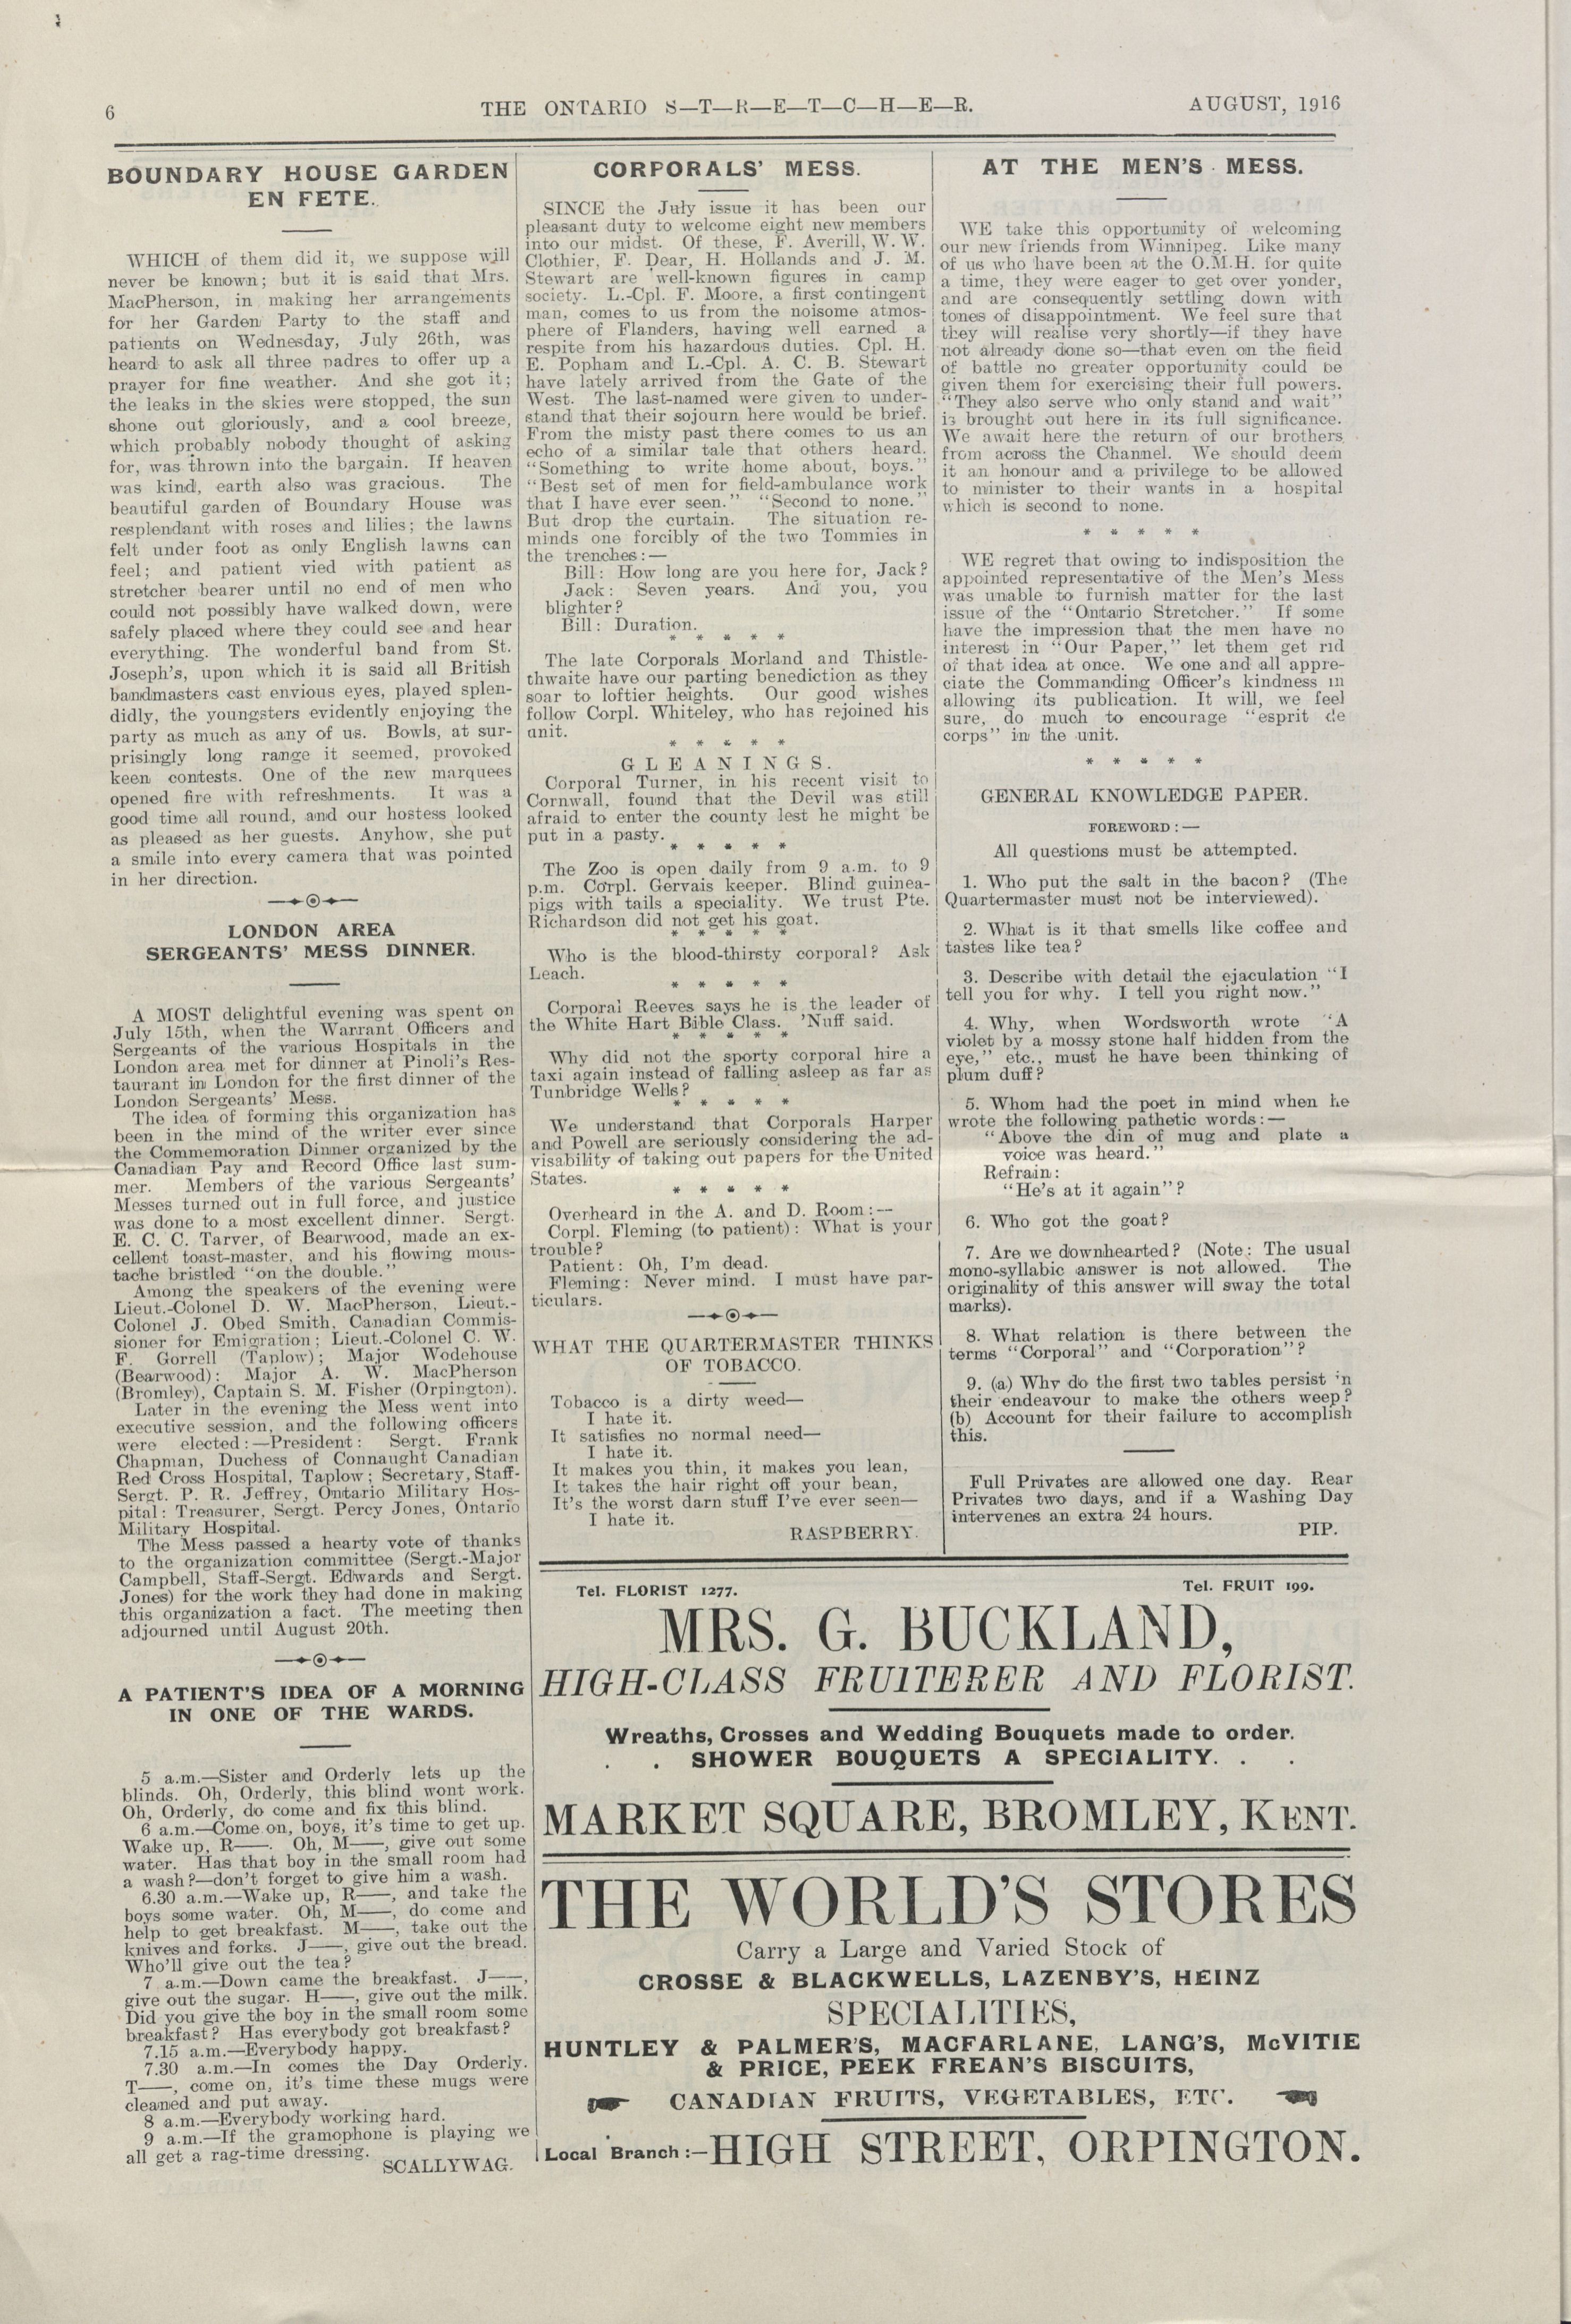 6
THE ONTARIO S—T—R—E—T—C—H—E—R.
AUGUST, 1916
BOUNDARY HOUSE GARDEN
EN FETE.
WHICH of them did it, we suppose will
never be known; but it is said that Mrs.
MacPherson, in making her arrangements
for her Garden Party to the staff and
patients on Wednesday, July 26th, was
heard to ask all three padres to offer up a
prayer for fine weather. And she got it;
the leaks in the skies were stopped, the sun
shone out gloriously, and a cool breeze,
which probably nobody thought of asking
for, was thrown into the bargain. If heaven
was kind, earth also was gracious. The
beautiful garden of Boundary House was
resplendant with roses and lilies; the lawns
felt under foot as only English lawns can
feel; and patient vied with patient as
stretcher bearer until no end of men who
could not possibly have walked down, were
safely placed where they could see and hear
everything. The wonderful band from St.
Joseph's, upon which it is said all British
bandmasters cast envious eyes, played splen-
didly, the youngsters evidently enjoying the
party as much as any of us. Bowls, at sur-
prisingly long range it seemed, provoked
keen contests. One of the new marquees
opened fire with refreshments. It was a
good time all round, and our hostess looked
as pleased as her guests. Anyhow, she put
a smile into every camera that was pointed
in her direction.
LONDON AREA
SERGEANTS' MESS DINNER.
A MOST delightful evening was spent on
July 15th, when the Warrant Officers and
Sergeants of the various Hospitals in the
London area met for dinner at Pinoli's Res-
taurant in London for the first dinner of the
London Sergeants' Mess.
The idea of forming this organization has
been in the mind of the writer ever since
the Commemoration Dinner organized by the
Canadian Pay and Record Office last sum-
mer. Members of the various Sergeants'
Messes turned out in full force, and justice
was done to a most excellent dinner. Sergt.
E. C. C. Tarver, of Bearwood, made an ex-
cellent toast-master, and his flowing mous-
tache bristled "on the double."
Among the speakers of the evening were
Lieut.-Colonel D. W. MacPherson, Lieut.-
Colonel J. Obed Smith, Canadian Commis-
sioner for Emigration; Lieut.-Colonel C. W.
F. Gorrell (Taplow); Major Wodehouse
(Bearwood); Major A. W. MacPherson
(Bromley), Captain S. M. Fisher (Orpington).
Later in the evening the Mess went into
executive session, and the following officers
were elected:—President: Sergt. Frank
Chapman, Duchess of Connaught Canadian
Red Cross Hospital, Taplow; Secretary, Staff-
Sergt. P. R. Jeffrey, Ontario Military Hos-
pital: Treasurer, Sergt. Percy Jones, Ontario
Military Hospital.
The Mess passed a hearty vote of thanks
to the organization committee (Sergt.-Major
Campbell, Staff-Sergt. Edwards and Sergt.
Jones) for the work they had done in making
this organization a fact. The meeting then
adjourned until August 20th.
A PATIENT'S IDEA OF A MORNING
IN ONE OF THE WARDS.
5 a.m.—Sister and Orderly lets up the
blinds. Oh, Orderly, this blind wont work.
Oh, Orderly, do come and fix this blind.
6 a.m.—Come on, boys, it's time to get up.
Wake up, R——. Oh, M——, give out some
water. Has that boy in the small room had
a wash?—don't forget to give him a wash.
6.30 a.m.—Wake up, R——, and take the
boys some water. Oh, M——, do come and
help to get breakfast. M——, take out the
knives and forks. J——, give out the bread.
Who'll give out the tea?
7 a.m.—Down came the breakfast. J——,
give out the sugar. H——, give out the milk.
Did you give the boy in the small room some
breakfast? Has everybody got breakfast?
7.15 a.m.—Everybody happy.
7.30 a.m.—In comes the Day Orderly.
T——, come on, it's time these mugs were
cleaned and put away.
8 a.m.—Everybody working hard.
9 a.m.—If the gramophone is playing we
all get a rag-time dressing.
SCALLYWAG.
CORPORALS' MESS.
SINCE the July issue it has been our
pleasant duty to welcome eight new members
into our midst. Of these, F. Averill, W. W.
Clothier, F. Dear, H. Hollands and J. M.
Stewart are well-known figures in camp
society. L.-Cpl. F. Moore, a first contingent
man, comes to us from the noisome atmos-
phere of Flanders, having well earned a
respite from his hazardous duties. Cpl. H.
E. Popham and L.-Cpl. A. C. B. Stewart
have lately arrived from the Gate of the
West. The last-named were given to under-
stand that their sojourn here would be brief.
From the misty past there comes to us an
echo of a similar tale that others heard.
"Something to write home about, boys."
"Best set of men for field-ambulance work
that I have ever seen." "Second to none."
But drop the curtain. The situation re-
minds one forcibly of the two Tommies in
the trenches:—
Bill: How long are you here for, Jack?
Jack: Seven years. And you, you
blighter?
Bill: Duration.
* * * * *
The late Corporals Morland and Thistle-
thwaite have our parting benediction as they
soar to loftier heights. Our good wishes
follow Corpl. Whiteley, who has rejoined his
unit.
* * * * *
GLEANINGS.
Corporal Turner, in his recent visit to
Cornwall, found that the Devil was still
afraid to enter the county lest he might be
put in a pasty.
* * * * *
The Zoo is open daily from 9 a.m. to 9
p.m. Corpl. Gervais keeper. Blind guinea-
pigs with tails a speciality. We trust Pte.
Richardson did not get his goat.
* * * * *
Who is the blood-thirsty corporal? Ask
Leach.
* * * * *
Corporal Reeves says he is the leader of
the White Hart Bible Class. 'Nuff said.
* * * * *
Why did not the sporty corporal hire a
taxi again instead of falling asleep as far as
Tunbridge Wells?
* * * * *
We understand that Corporals Harper
and Powell are seriously considering the ad-
visability of taking out papers for the United
States.
* * * * *
Overheard in the A. and D. Room:—
Corpl. Fleming (to patient): What is your
trouble?
Patient: Oh, I'm dead.
Fleming: Never mind. I must have par-
ticulars.
WHAT THE QUARTERMASTER THINKS
OF TOBACCO.
Tobacco is a dirty weed—
I hate it.
It satisfies no normal need—
I hate it.
It makes you thin, it makes you lean,
It takes the hair right off your bean,
It's the worst darn stuff I've ever seen—
I hate it.
RASPBERRY.
AT THE MEN'S MESS.
WE take this opportunity of welcoming
our new friends from Winnipeg. Like many
of us who have been at the O.M.H. for quite
a time, they were eager to get over yonder,
and are consequently settling down with
tones of disappointment. We feel sure that
they will realise very shortly—if they have
not already done so—that even on the field
of battle no greater opportunity could be
given them for exercising their full powers.
"They also serve who only stand and wait"
is brought out here in its full significance.
We await here the return of our brothers
from across the Channel. We should deem
it an honour and a privilege to be allowed
to minister to their wants in a hospital
which is second to none.
* * * * *
WE regret that owing to indisposition the
appointed representative of the Men's Mess
was unable to furnish matter for the last
issue of the "Ontario Stretcher." If some
have the impression that the men have no
interest in "Our Paper," let them get rid
of that idea at once. We one and all appre-
ciate the Commanding Officer's kindness in
allowing its publication. It will, we feel
sure, do much to encourage "esprit de
corps" in the unit.
* * * * *
GENERAL KNOWLEDGE PAPER.
FOREWORD:—
All questions must be attempted.
1. Who put the salt in the bacon? (The
Quartermaster must not be interviewed).
2. What is it that smells like coffee and
tastes like tea?
3. Describe with detail the ejaculation "I
tell you for why. I tell you right now."
4. Why, when Wordsworth wrote "A
violet by a mossy stone half hidden from the
eye," etc., must he have been thinking of
plum duff?
5. Whom had the poet in mind when he
wrote the following pathetic words:—
"Above the din of mug and plate a
voice was heard."
Refrain:
"He's at it again"?
6. Who got the goat?
7. Are we downhearted? (Note: The usual
mono-syllabic answer is not allowed. The
originality of this answer will sway the total
marks).
8. What relation is there between the
terms "Corporal" and "Corporation"?
9. (a) Why do the first two tables persist in
their endeavour to make the others weep?
(b) Account for their failure to accomplish
this.
Full Privates are allowed one day. Rear
Privates two days, and if a Washing Day
intervenes an extra 24 hours.
PIP.
Tel. FLORIST 1277.
Tel. FRUIT 199.
MRS. G. BUCKLAND,
HIGH-CLASS FRUITERER AND FLORIST.
Wreaths, Crosses and Wedding Bouquets made to order.
. . SHOWER BOUQUETS A SPECIALITY. . .
MARKET SQUARE, BROMLEY, KENT.
THE WORLD'S STORES
Carry a Large and Varied Stock of
CROSSE & BLACKWELLS, LAZENBY'S, HEINZ
SPECIALITIES,
HUNTLEY & PALMER'S, MACFARLANE, LANG'S, McVITIE
& PRICE, PEEK FREAN'S BISCUITS,
CANADIAN FRUITS, VEGETABLES, ETC.
Local Branch:—HIGH STREET, ORPINGTON.